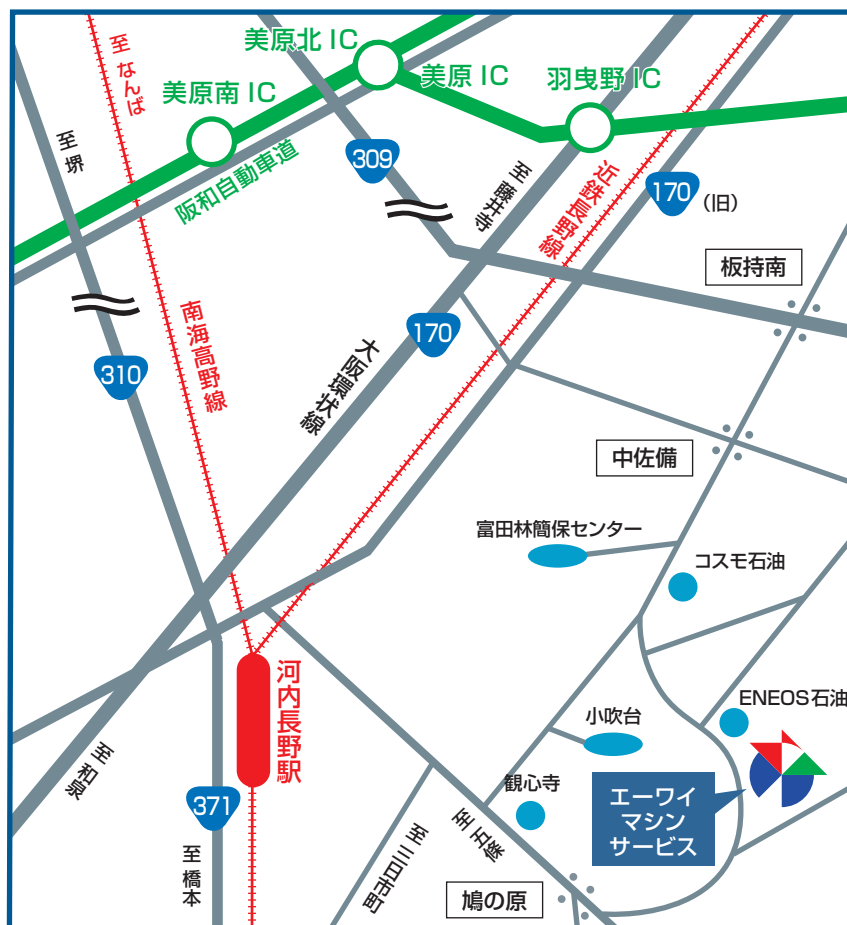 美原北 IC
至 なんば
美原 IC
羽曳野 IC
美原南 IC
至 堺
阪和自動車道
309
至 藤井寺
近鉄長野線
170
(旧)
板持南
南海高野線
310
大阪環状線
170
中佐備
富田林簡保センター
コスモ石油
河内長野駅
ENEOS石油
小吹台
至 和泉
観心寺
エーワイ
マシン
サービス
371
至 五條
至 三日市町
至 橋本
鳩の原